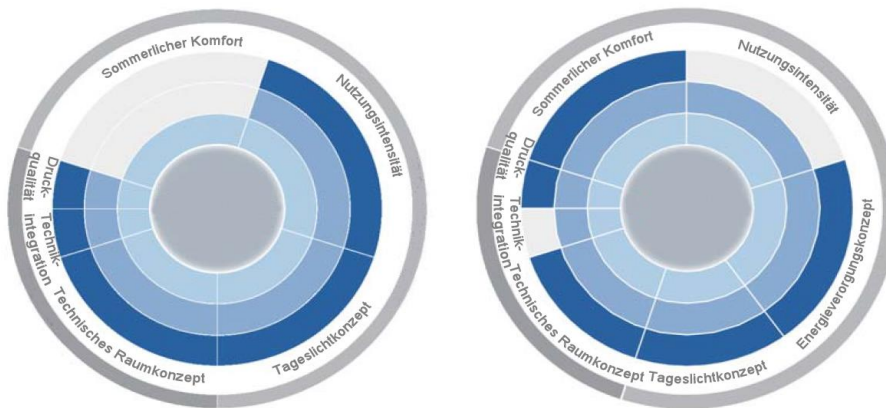 Sommerlicher Komfort
Nutzungsintensität
Tageslichtkonzept
Technisches Raumkonzept
Technik-
integration
Druck-
qualität
Sommerlicher Komfort
Nutzungsintensität
Energieverorgungskonzept
Tageslichtkonzept
Technisches Raumkonzept
Technik-
integration
Druck-
qualität